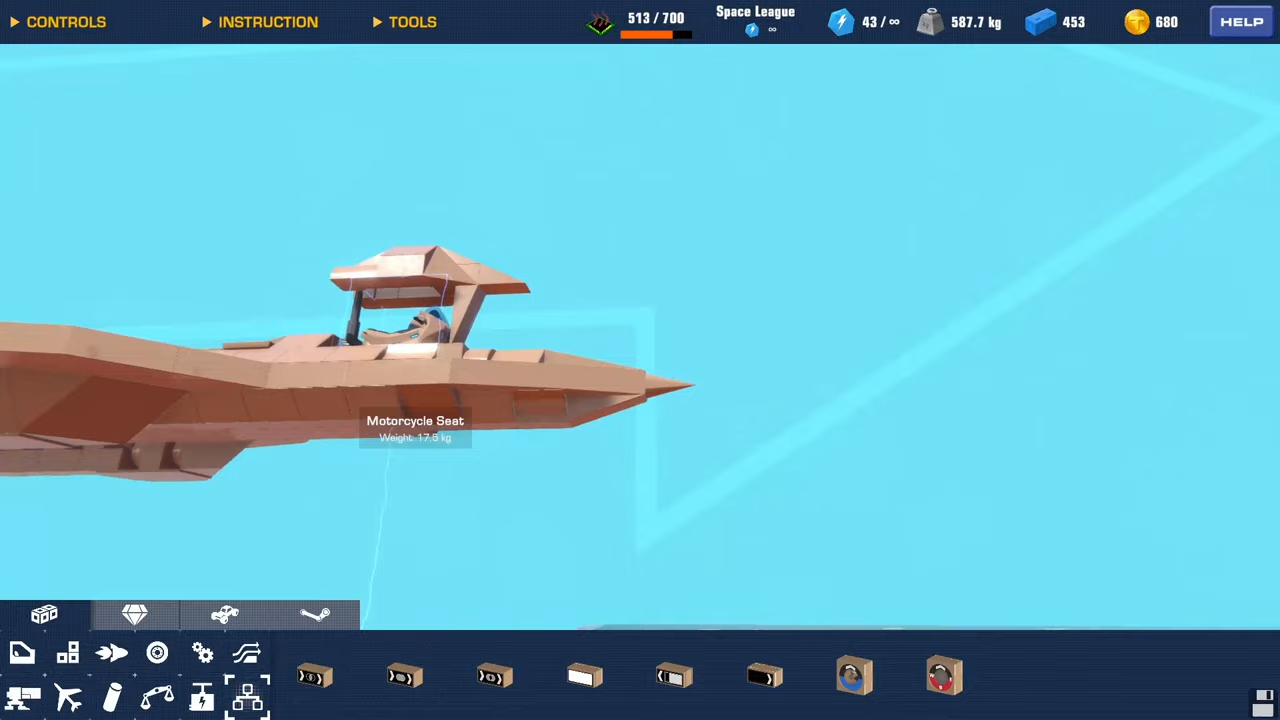 CONTROLS
INSTRUCTION
TOOLS
513 / 700
Space League
∞
43 / ∞
587.7 kg
453
680
HELP
Motorcycle Seat
Weight: 17.6 kg